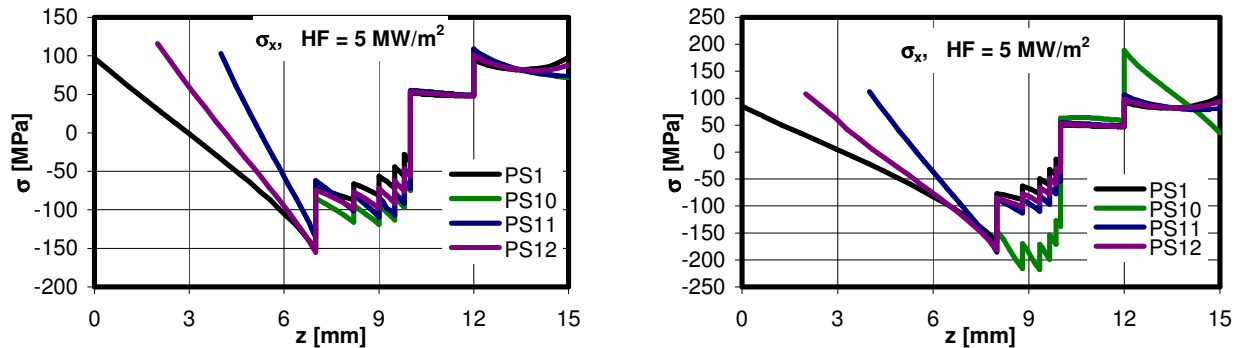 150
100
50
0
-50
-100
-150
-200
σ [MPa]
σx, HF = 5 MW/m²
PS1
PS10
PS11
PS12
0 3 6 9 12 15
z [mm]
250
200
150
100
50
0
-50
-100
-150
-200
-250
σ [MPa]
σx, HF = 5 MW/m²
PS1
PS10
PS11
PS12
0 3 6 9 12 15
z [mm]